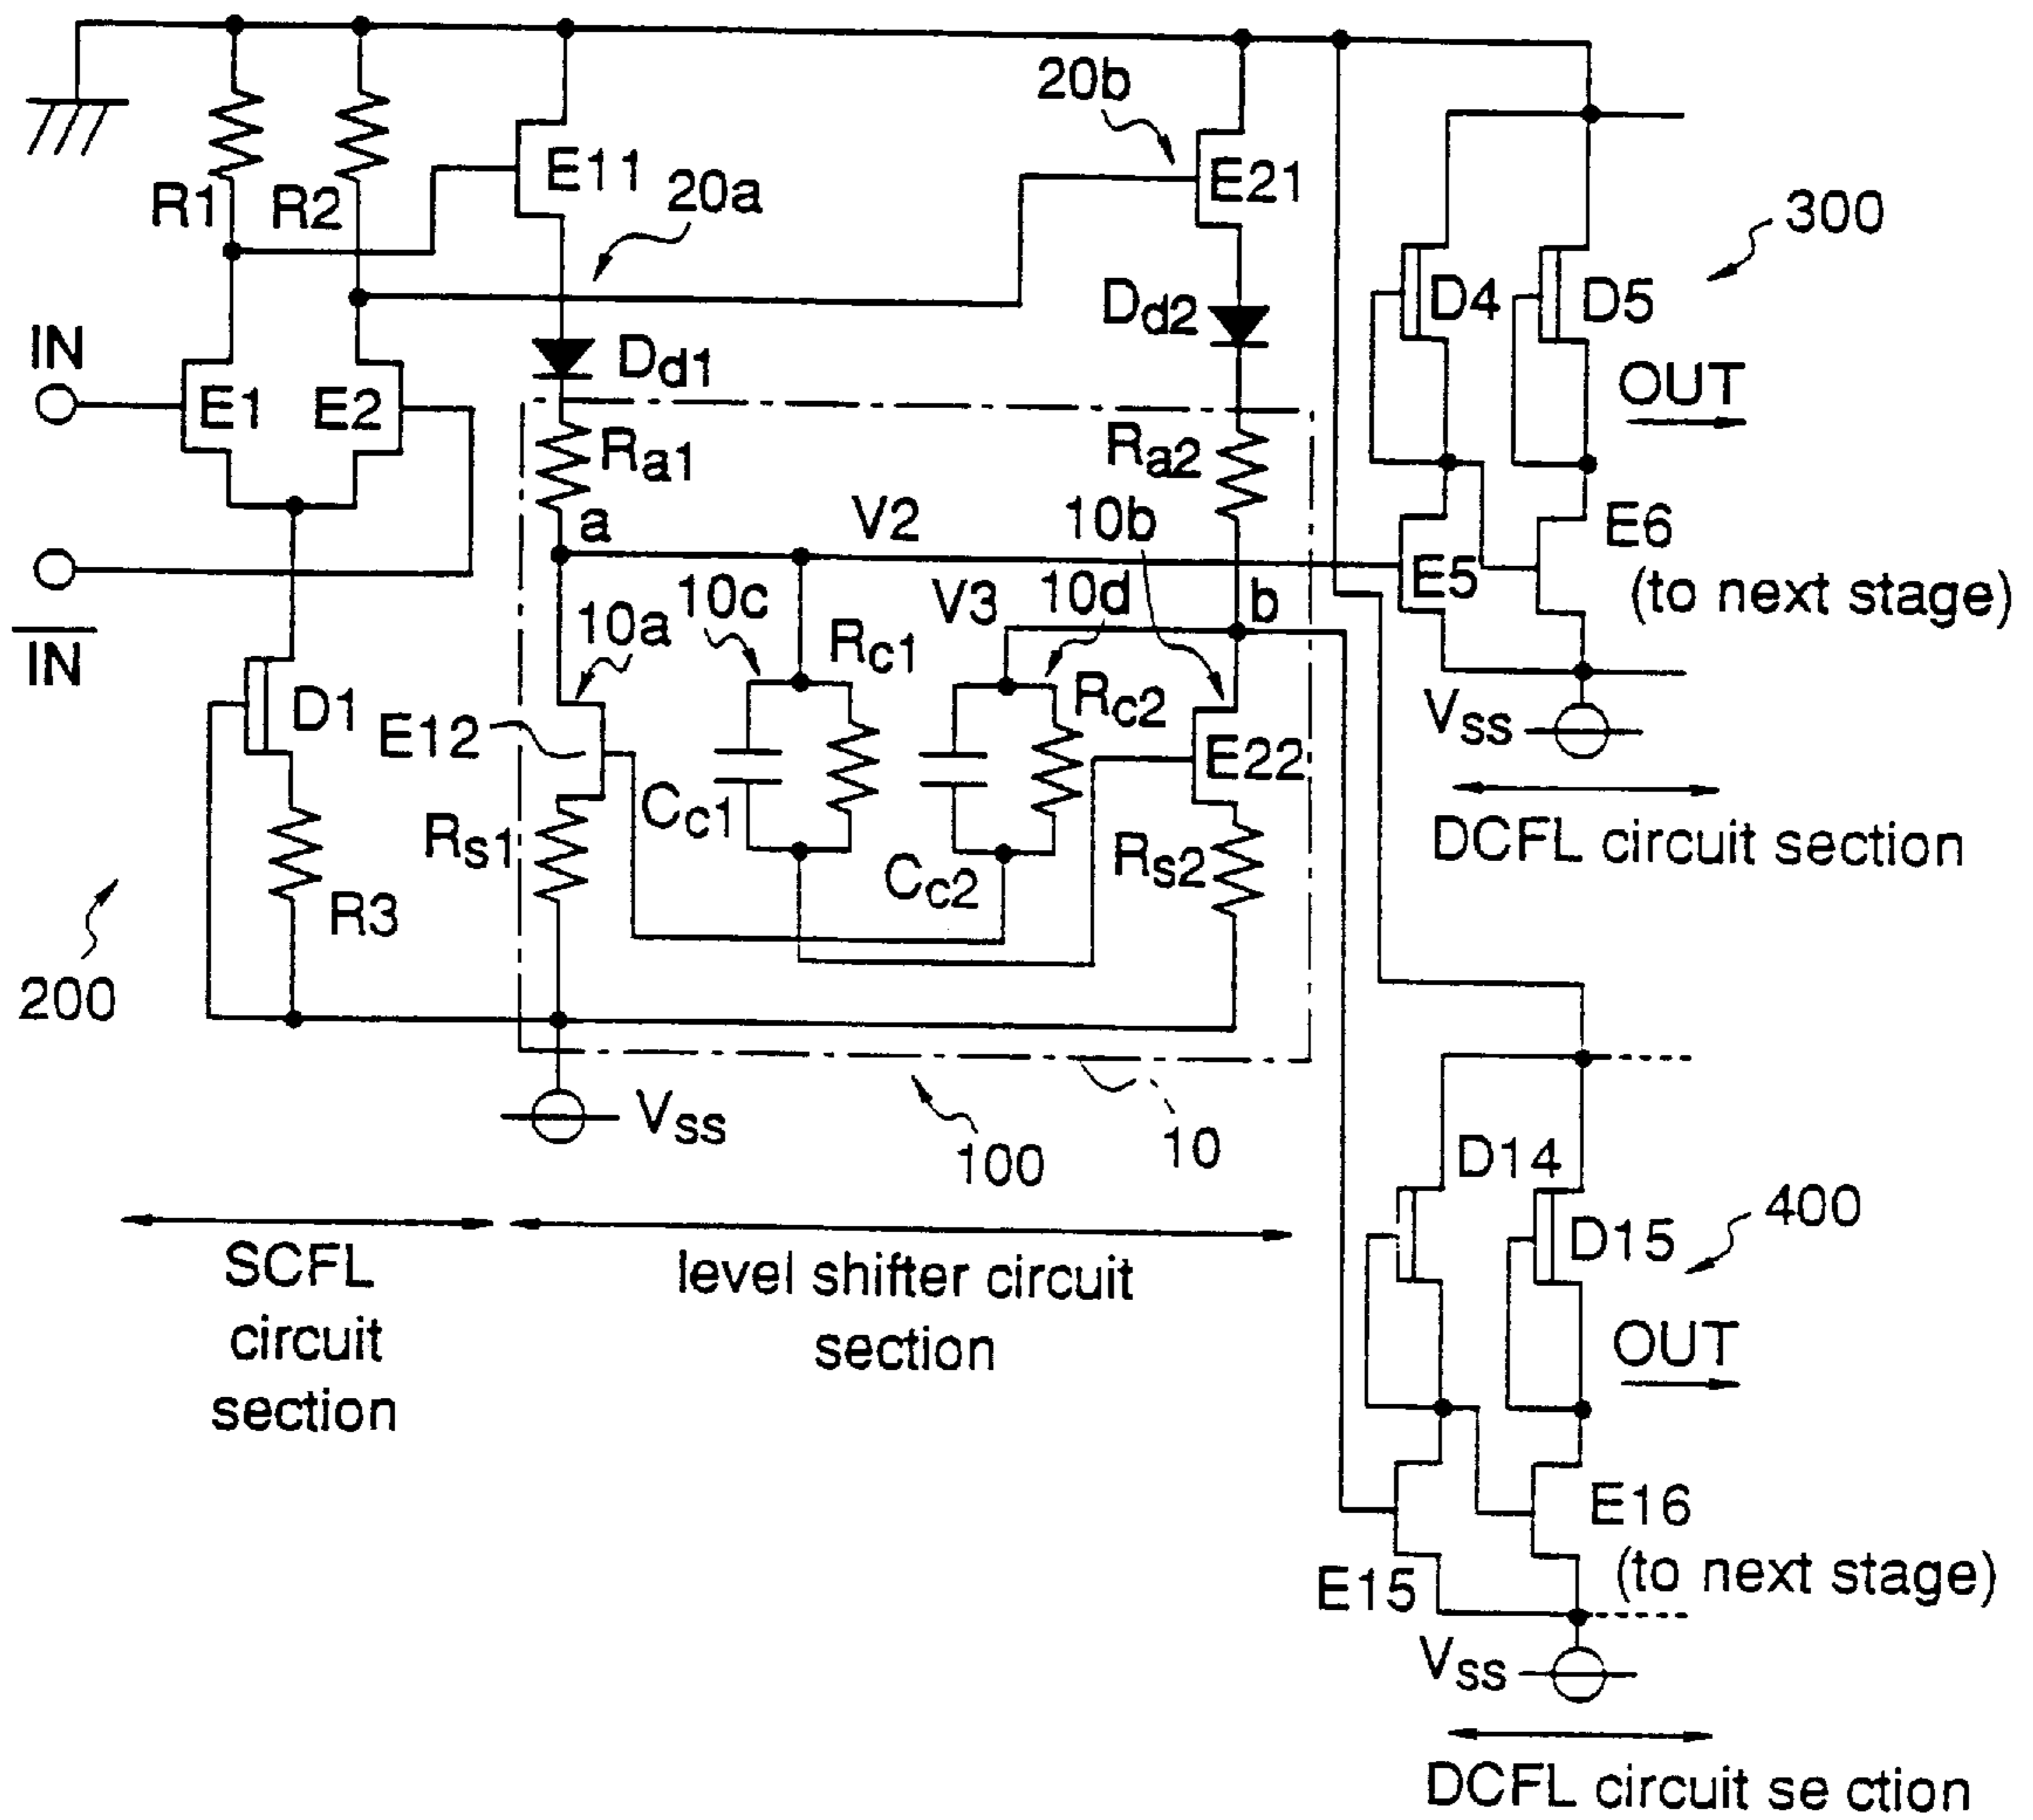 20b
E11
E21
R1
R2
20a
300
IN
Dd2
D4
D5
Dd1
OUT
E1
E2
Ra1
Ra2
a
V2
10b
E6
E5
(to next stage)
IN
10a
10c
V3
10d
b
Rc1
D1
E12
Rc2
E22
Vss
Cc1
Rs1
Cc2
Rs2
DCFL circuit section
R3
200
Vss
100
10
D14
SCFL
circuit
section
level shifter circuit
section
D15
400
OUT
E16
(to next stage)
E15
Vss
DCFL circuit se ction